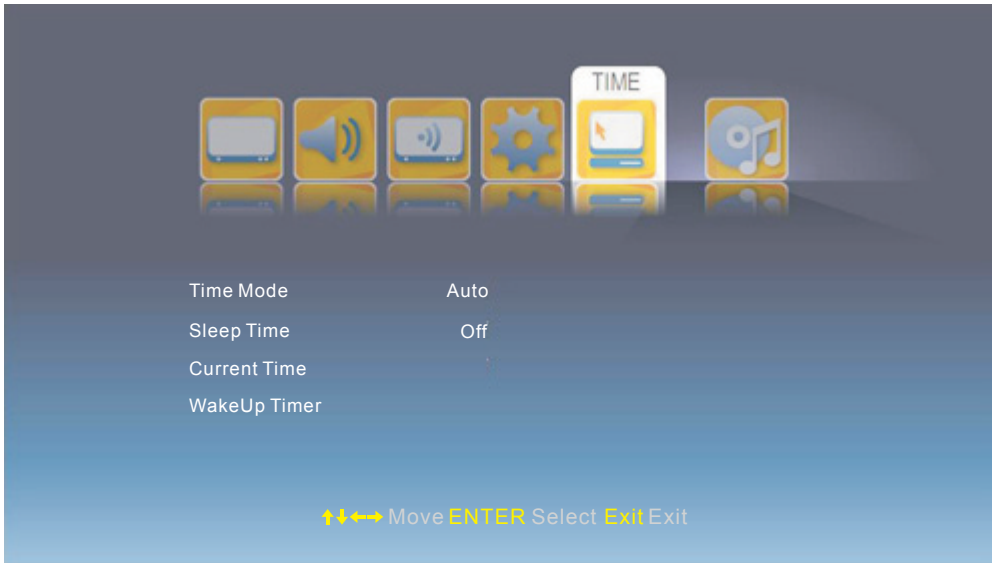 TIME
Time Mode Auto
Sleep Time Off
Current Time
WakeUp Timer
Move ENTER Select Exit Exit